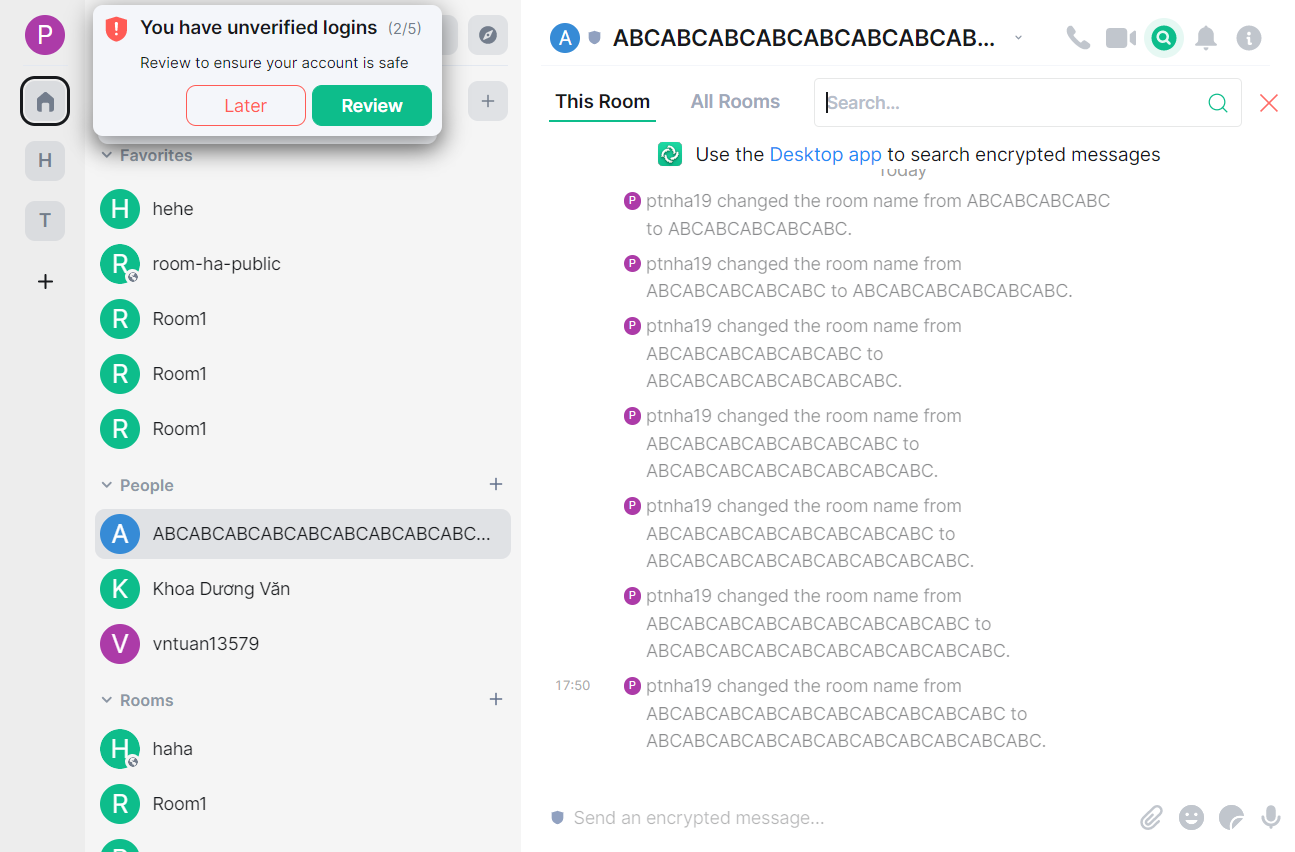 P
You have unverified logins (2/5)
Review to ensure your account is safe
Later
Review
H
T
Favorites
H hehe
R room-ha-public
R Room1
R Room1
R Room1
People
A ABCABCABCABCABCABCABCABCABC...
K Khoa Dương Văn
V vntuan13579
Rooms
H haha
R Room1
A ABCABCABCABCABCABCABCAB...
This Room
All Rooms
Search...
Use the Desktop app to search encrypted messages
Today
P ptnha19 changed the room name from ABCABCABCABC
to ABCABCABCABCABC.
P ptnha19 changed the room name from
ABCABCABCABCABC to ABCABCABCABCABCABC.
P ptnha19 changed the room name from
ABCABCABCABCABCABC to
ABCABCABCABCABCABCABC.
P ptnha19 changed the room name from
ABCABCABCABCABCABCABC to
ABCABCABCABCABCABCABCABC.
P ptnha19 changed the room name from
ABCABCABCABCABCABCABCABC to
ABCABCABCABCABCABCABCABCABC.
P ptnha19 changed the room name from
ABCABCABCABCABCABCABCABCABC to
ABCABCABCABCABCABCABCABCABCABC.
17:50 P ptnha19 changed the room name from
ABCABCABCABCABCABCABCABCABCABC to
ABCABCABCABCABCABCABCABCABCABCABC.
Send an encrypted message...